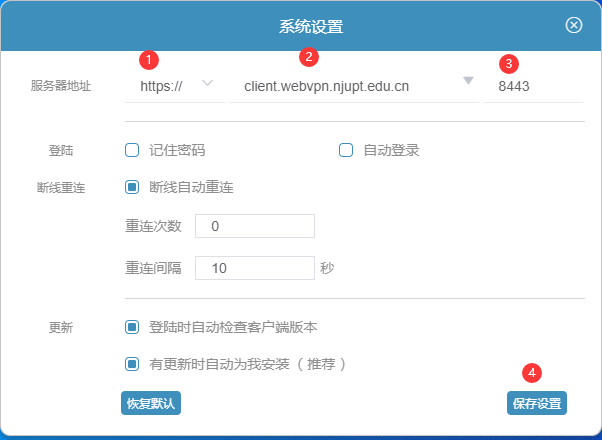 系统设置
1 2 3
服务器地址 https:// client.webvpn.njupt.edu.cn 8443
登陆 记住密码 自动登录
断线重连 断线自动重连
重连次数 0
重连间隔 10 秒
更新 登陆时自动检查客户端版本
有更新时自动为我安装（推荐）
4
恢复默认 保存设置